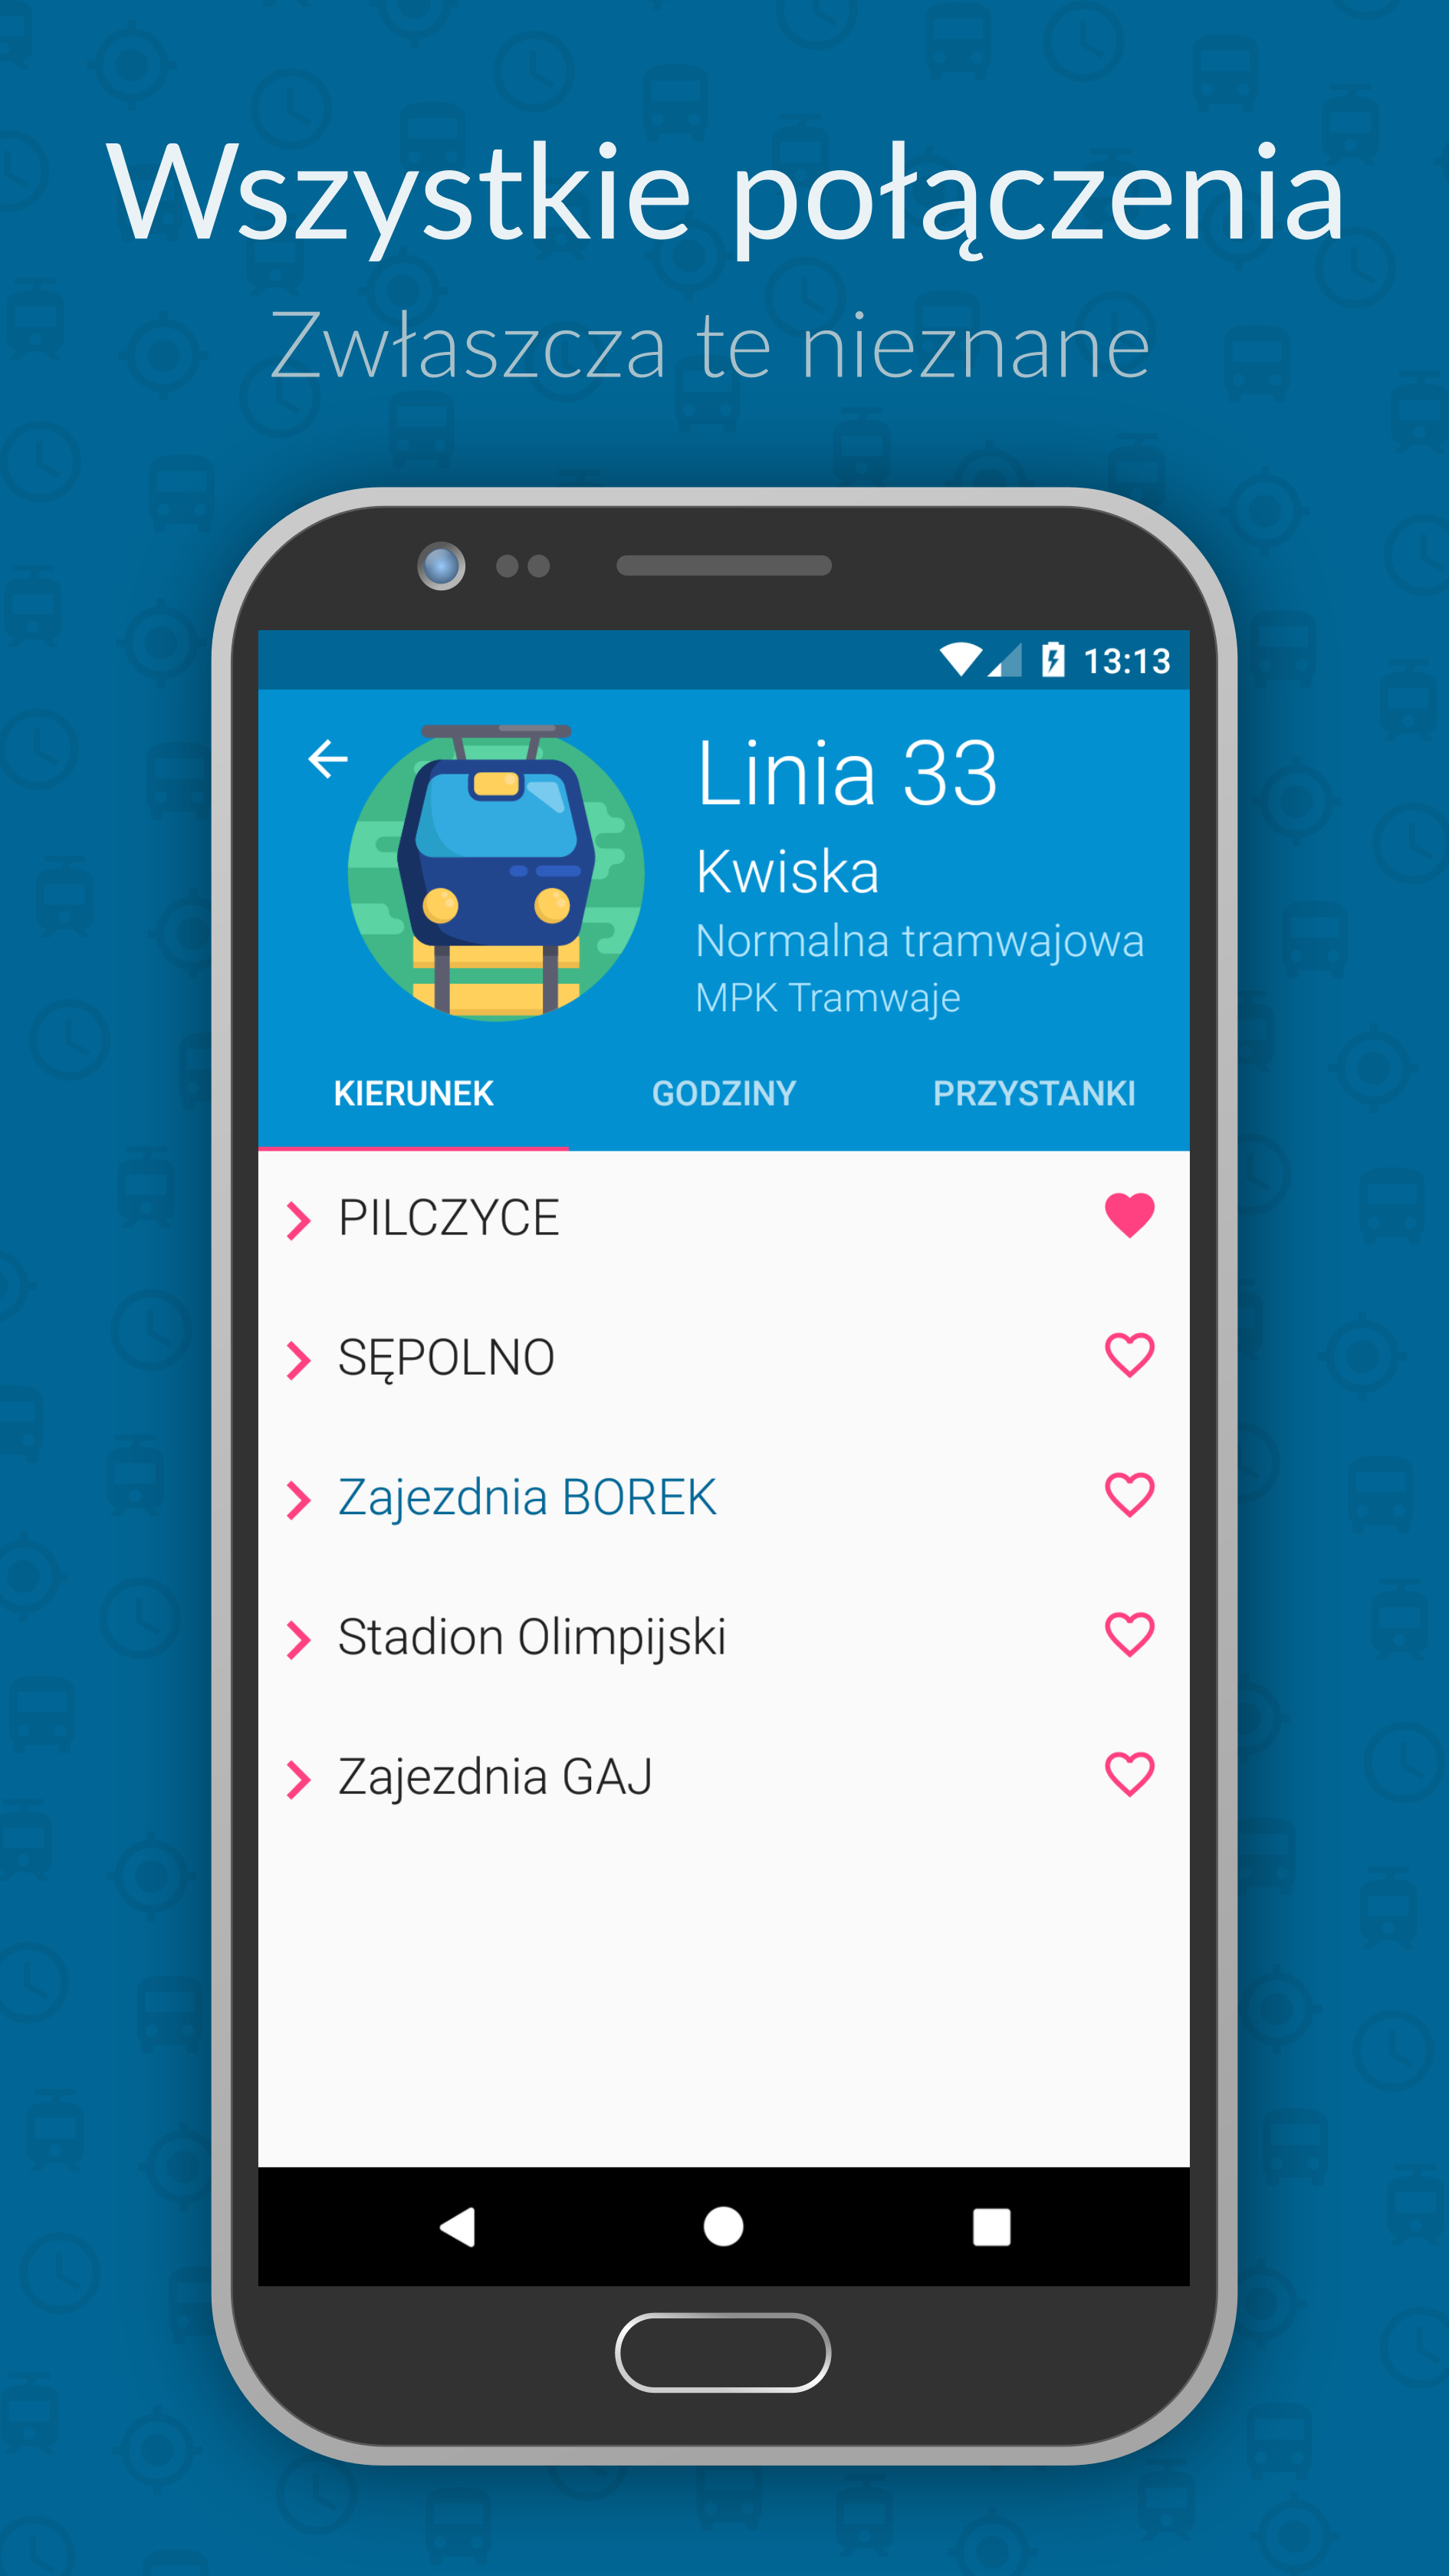 Wszystkie połączenia
Zwłaszcza te nieznane
13:13
Linia 33
Kwiska
Normalna tramwajowa
MPK Tramwaje
KIERUNEK GODZINY PRZYSTANKI
PILCZYCE
SĘPOLNO
Zajezdnia BOREK
Stadion Olimpijski
Zajezdnia GAJ